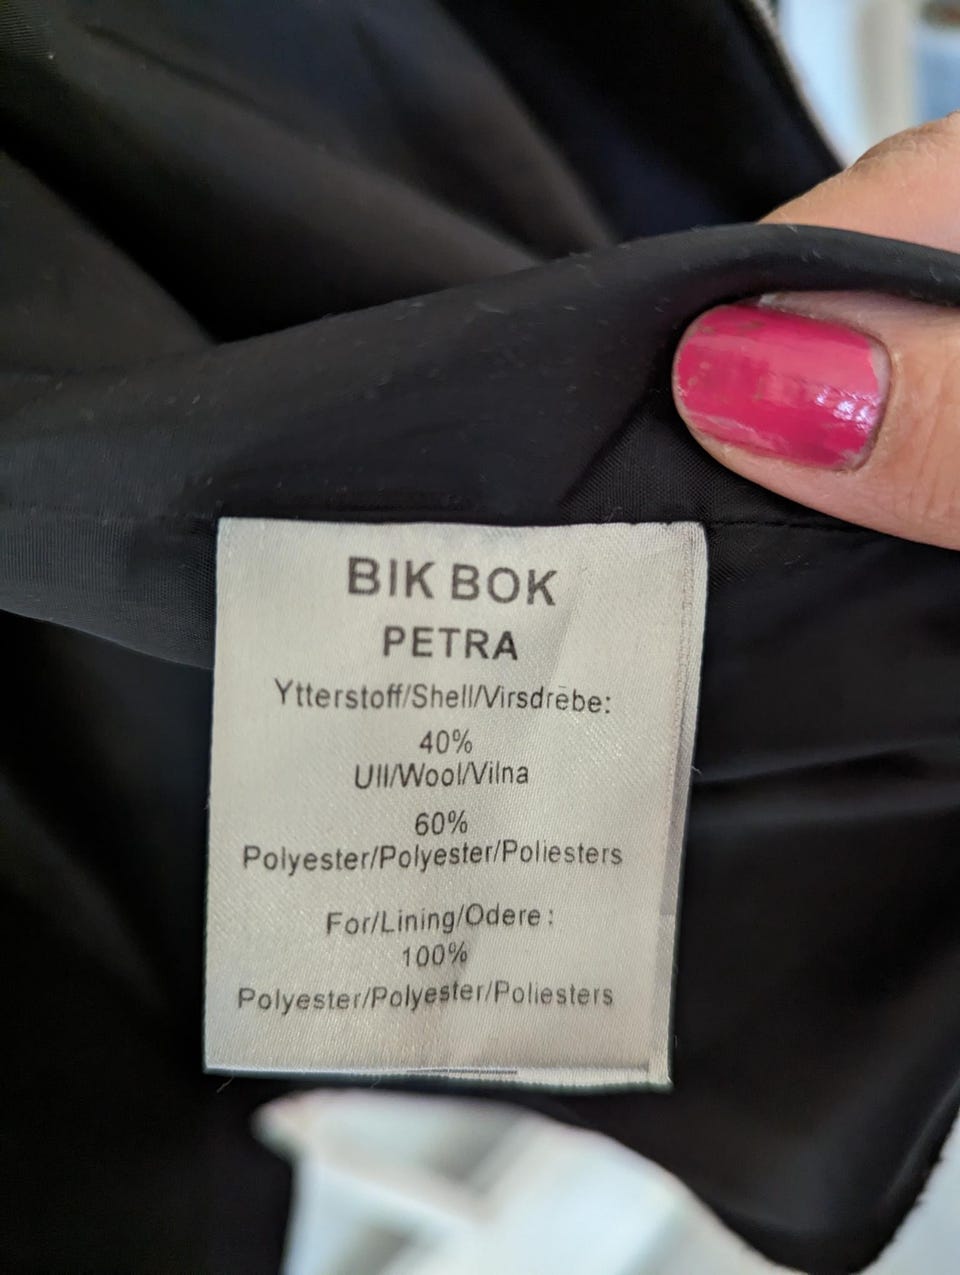 BIK BOK
PETRA
Ytterstoff/Shell/Virsdrēbe:
40%
Ull/Wool/Vilna
60%
Polyester/Polyester/Poliesters
For/Lining/Odere :
100%
Polyester/Polyester/Poliesters